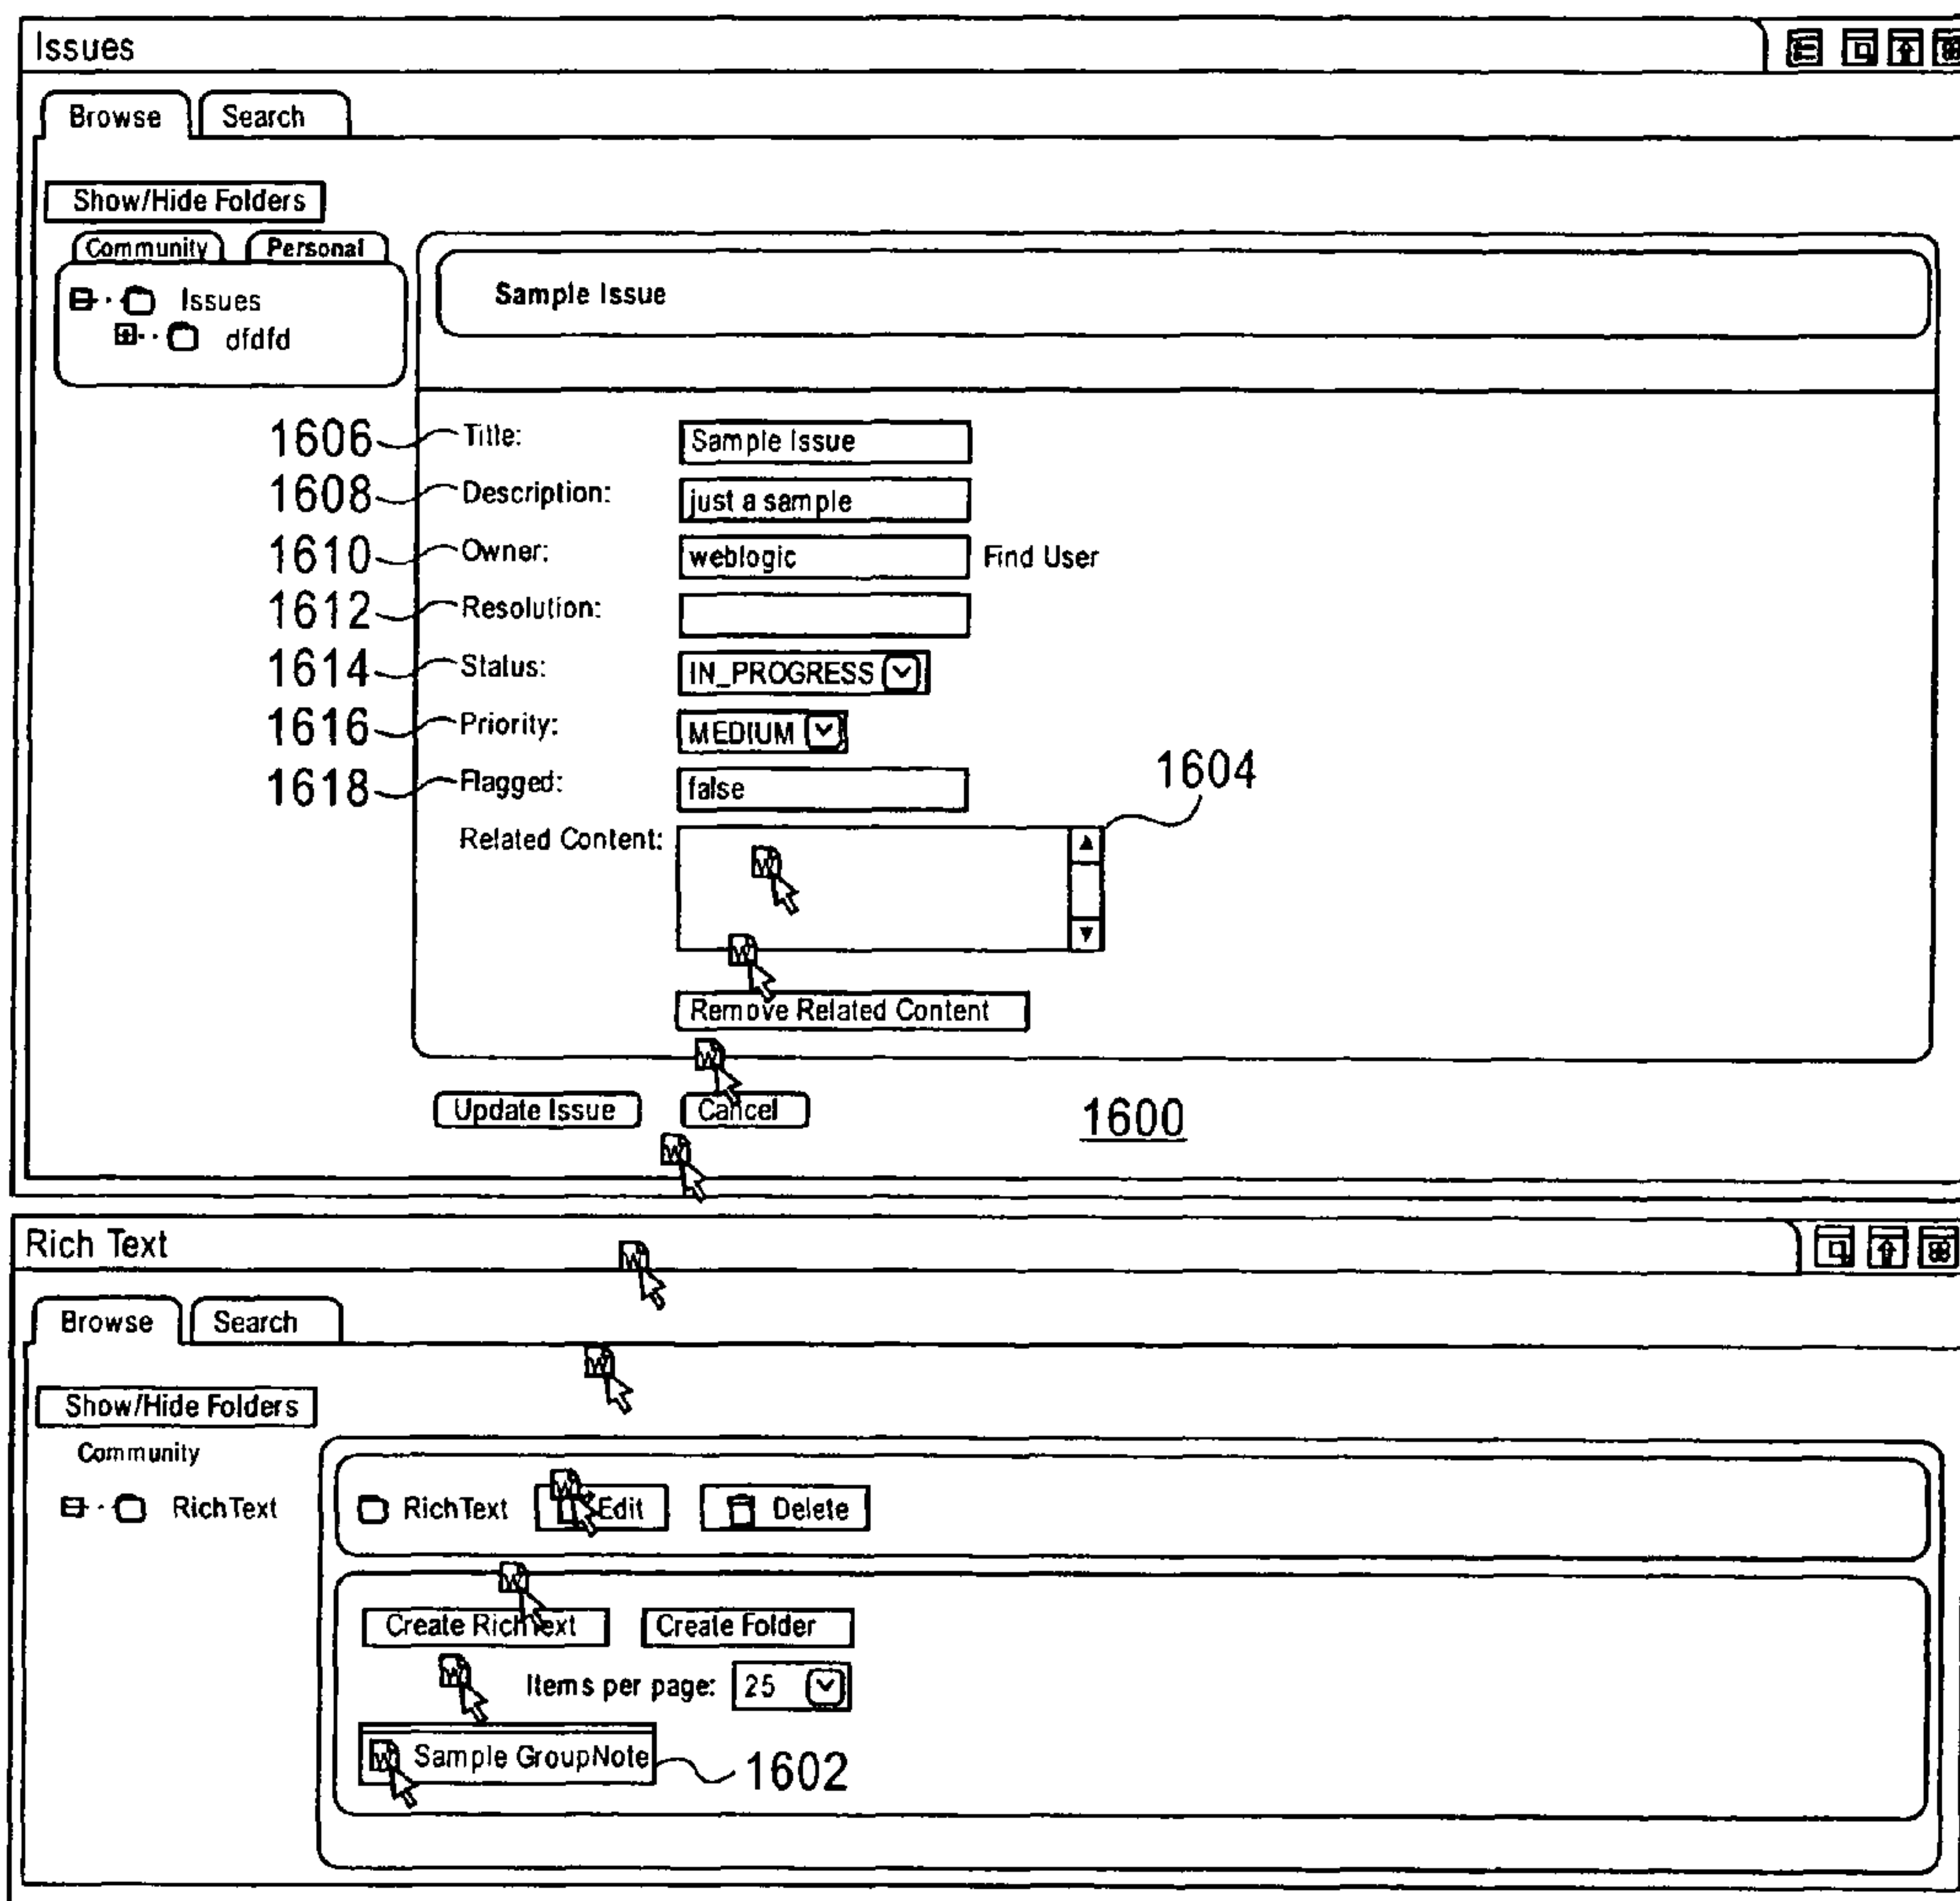 Issues
Browse Search
Show/Hide Folders
Community Personal
Issues
dfdfd
Sample Issue
1606 Title: Sample Issue
1608 Description: just a sample
1610 Owner: weblogic Find User
1612 Resolution:
1614 Status: IN_PROGRESS
1616 Priority: MEDIUM
1618 Flagged: false
1604
Related Content:
W
W
Remove Related Content
W
Update Issue Cancel 1600
W
Rich Text
W
Browse Search
W
Show/Hide Folders
Community
RichText
RichText W Edit Delete
W
Create RichText Create Folder
W Items per page: 25
W Sample GroupNote 1602